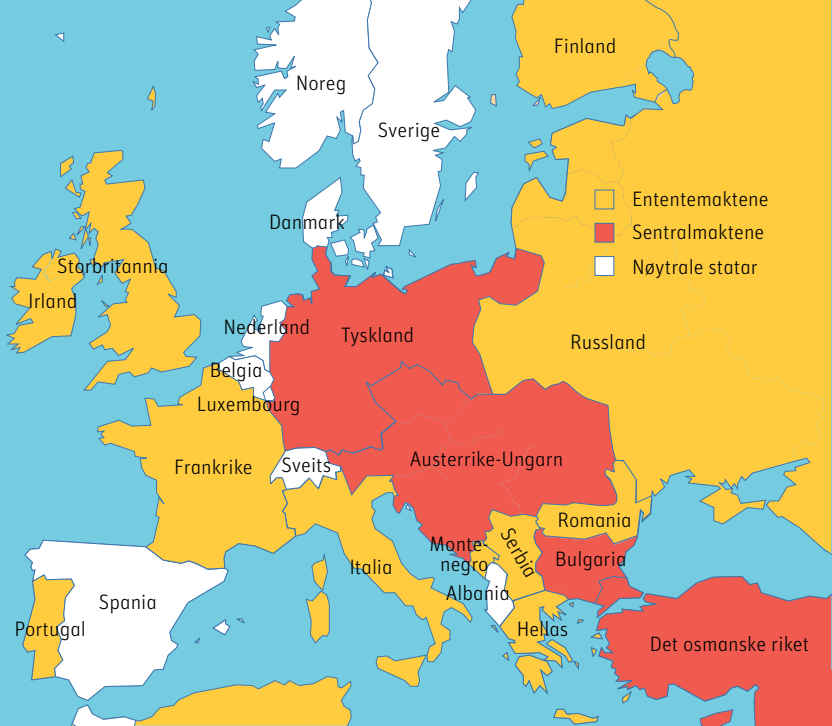 Finland
Noreg
Sverige
Ententemaktene
Sentralmaktene
Nøytrale statar
Danmark
Storbritannia
Irland
Nederland
Tyskland
Russland
Belgia
Luxembourg
Frankrike
Sveits
Austerrike-Ungarn
Romania
Serbia
Monte-
negro
Bulgaria
Italia
Albania
Spania
Portugal
Hellas
Det osmanske riket